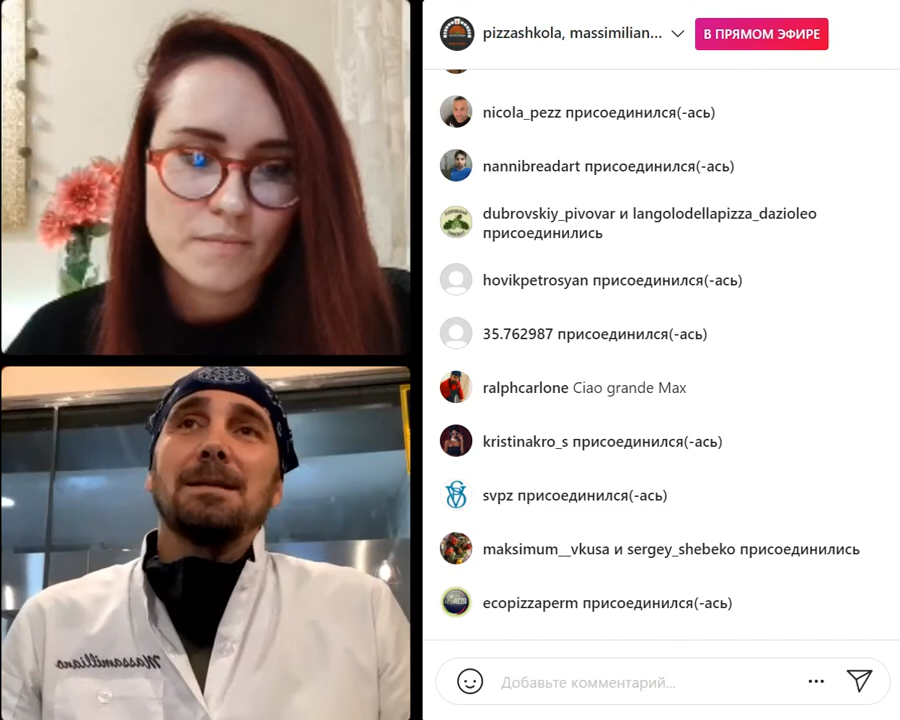 pizzashkola, massimilian...
В ПРЯМОМ ЭФИРЕ
nicola_pezz присоединился(-ась)
nannibreadart присоединился(-ась)
dubrovskiy_pivovar и langolodellapizza_dazioleo
присоединились
hovikpetrosyan присоединился(-ась)
35.762987 присоединился(-ась)
ralphcarlone Ciao grande Max
kristinakro_s присоединился(-ась)
svpz присоединился(-ась)
maksimum__vkusa и sergey_shebeko присоединились
ecopizzaperm присоединился(-ась)
Добавьте комментарий...
Massamilliano